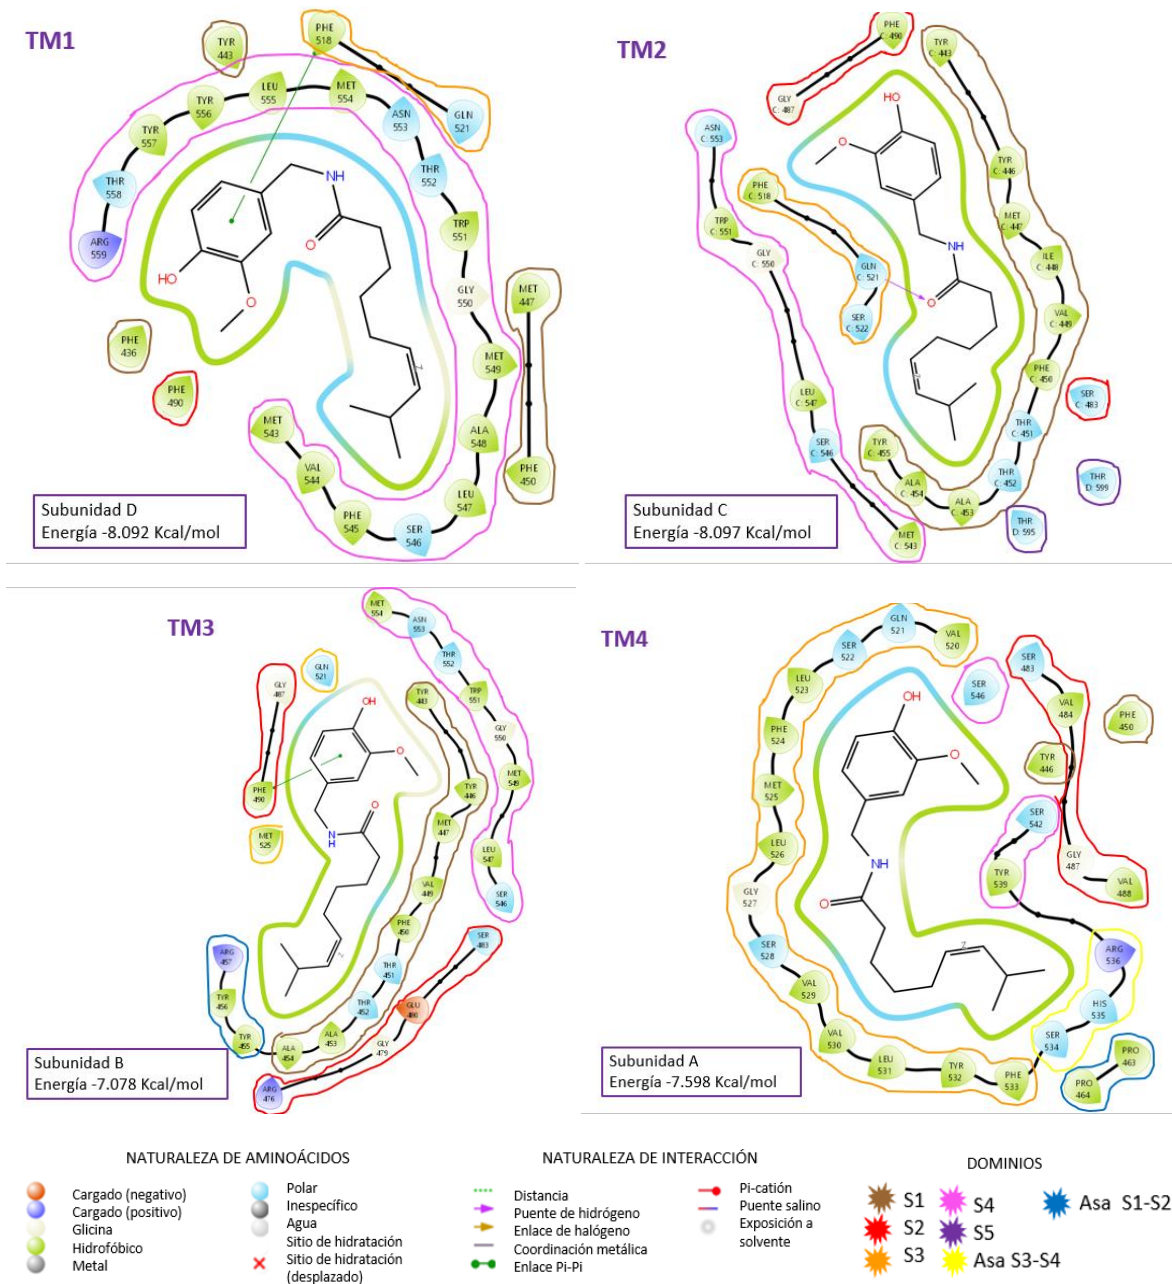 TM1
TYR
443
PHE
518
LEU
555
MET
554
TYR
556
ASN
553
GLN
521
TYR
557
THR
552
THR
558
NH
ARG
559
TRP
551
O
HO
GLY
550
MET
447
O
PHE
436
MET
549
PHE
490
7
MET
543
ALA
548
VAL
544
PHE
450
LEU
547
PHE
545
SER
546
Subunidad D
Energía -8.092 Kcal/mol
TM2
PHE
C: 490
TYR
C: 443
GLY
C: 487
HO
ASN
C: 553
O
TYR
C: 446
PHE
C: 518
MET
C: 447
TRP
C: 551
NH
ILE
C: 448
GLY
C: 550
GLN
C: 521
O
VAL
C: 449
SER
C: 522
PHE
C: 450
7
SER
C: 483
LEU
C: 547
THR
C: 451
SER
C: 546
TYR
C: 455
THR
C: 452
THR
D: 599
ALA
C: 454
ALA
C: 453
THR
D: 595
MET
C: 543
Subunidad C
Energía -8.097 Kcal/mol
TM3
MET
554
ASN
553
GLN
521
THR
552
GLY
487
TYR
443
TRP
551
OH
GLY
550
O
PHE
490
TYR
446
MET
549
O
MET
525
N
H
MET
447
LEU
547
VAL
449
SER
546
PHE
450
SER
483
ARG
457
THR
451
TYR
456
THR
452
GLU
480
TYR
455
ALA
454
ALA
453
GLY
479
ARG
476
Subunidad B
Energía -7.078 Kcal/mol
TM4
GLN
521
VAL
520
SER
522
SER
483
LEU
523
SER
546
OH
VAL
484
PHE
450
PHE
524
O
TYR
446
MET
525
SER
542
LEU
526
GLY
487
NH
TYR
539
VAL
488
GLY
527
O
SER
528
7
ARG
536
VAL
529
HIS
535
VAL
530
SER
534
LEU
531
TYR
532
PHE
533
PRO
463
PRO
464
Subunidad A
Energía -7.598 Kcal/mol
NATURALEZA DE AMINOÁCIDOS
Cargado (negativo)
Cargado (positivo)
Glicina
Hidrofóbico
Metal
Polar
Inespecífico
Agua
Sitio de hidratación
Sitio de hidratación
(desplazado)
NATURALEZA DE INTERACCIÓN
Distancia
Puente de hidrógeno
Enlace de halógeno
Coordinación metálica
Enlace Pi-Pi
Pi-catión
Puente salino
Exposición a
solvente
DOMINIOS
S1
S2
S3
S4
S5
Asa S3-S4
Asa S1-S2